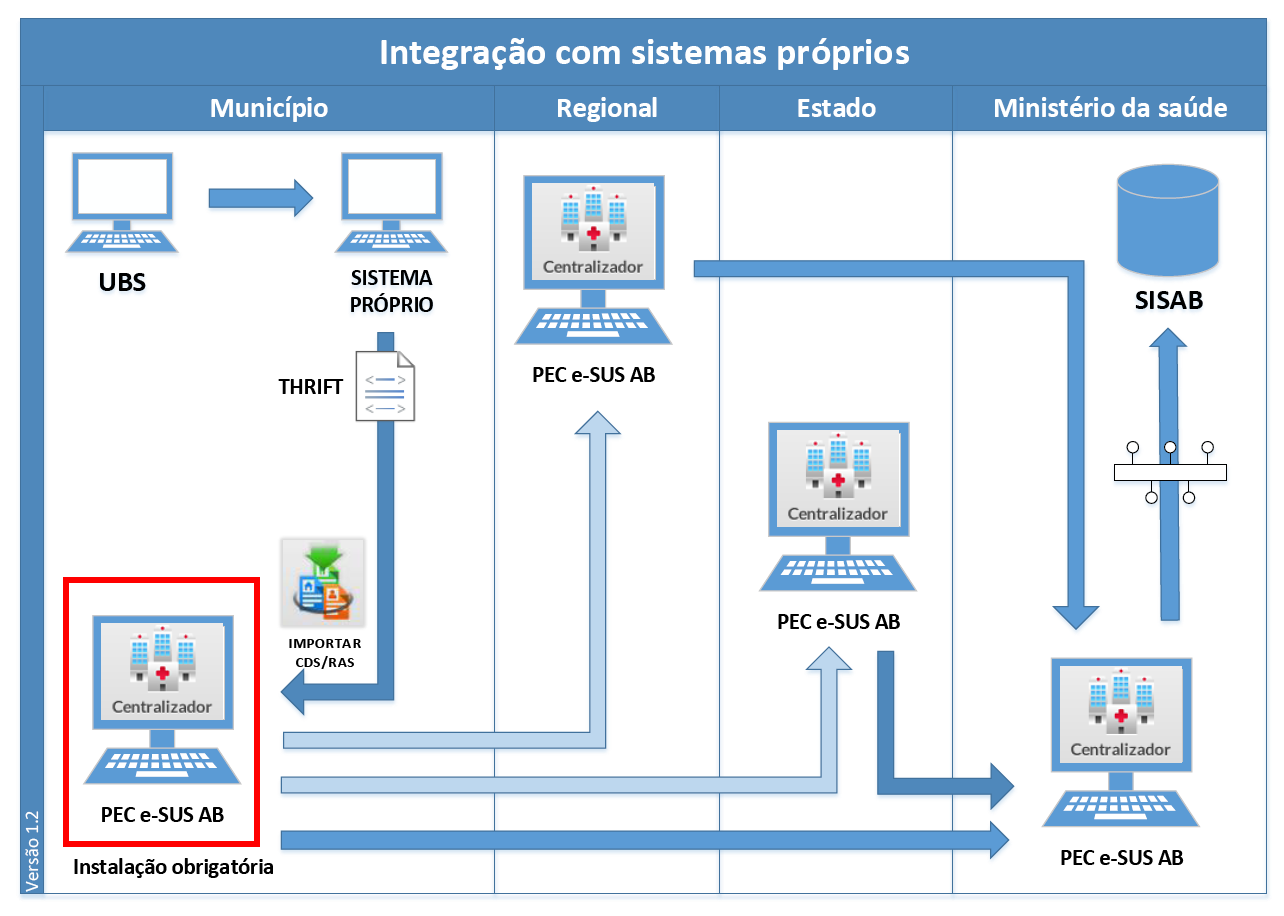 Integração com sistemas próprios
Município
Regional
Estado
Ministério da saúde
UBS
SISTEMA
PRÓPRIO
THRIFT
IMPORTAR
CDS/RAS
Centralizador
PEC e-SUS AB
Instalação obrigatória
Centralizador
PEC e-SUS AB
Centralizador
PEC e-SUS AB
SISAB
Centralizador
PEC e-SUS AB
Versão 1.2